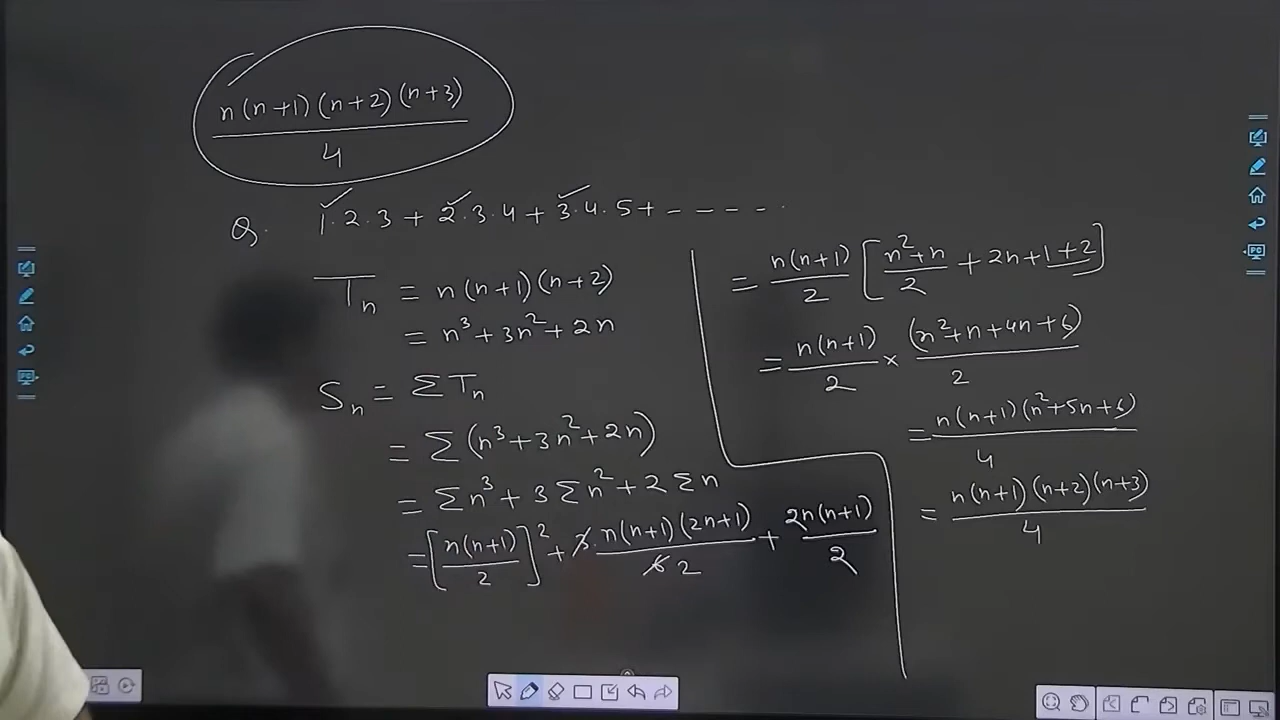 n(n+1)(n+2)(n+3)
4
Q. 1.2.3 + 2.3.4 + 3.4.5 + - - - - -
Tn = n(n+1)(n+2)
= n³+3n²+2n
Sn = ΣTn
= Σ(n³+3n²+2n)
= Σn³+3Σn²+2Σn
= [n(n+1)/2]² + 3.n(n+1)(2n+1)/6 2 + 2n(n+1)/2
= n(n+1)/2 [n²+n/2 + 2n+1+2]
= n(n+1)/2 × (n²+n+4n+6)/2
= n(n+1)(n²+5n+6)/4
= n(n+1)(n+2)(n+3)/4